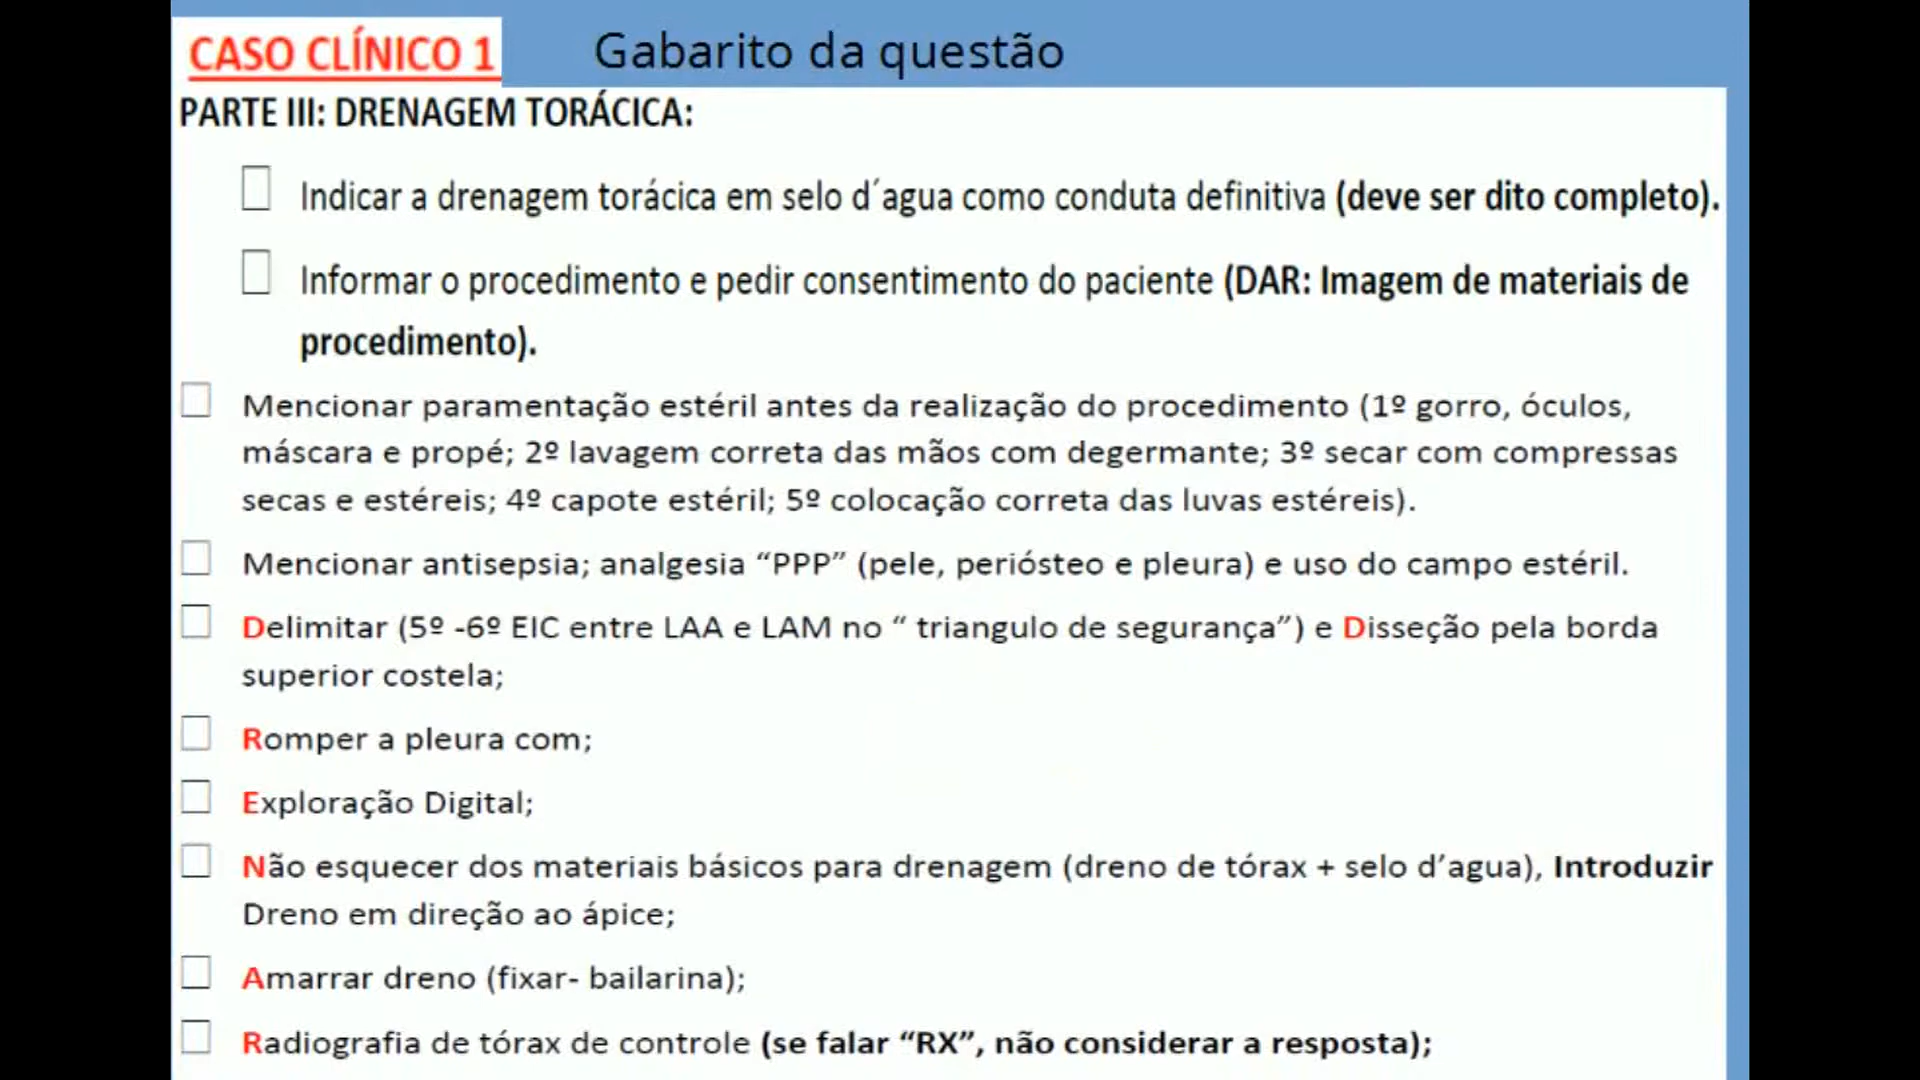 CASO CLÍNICO 1
Gabarito da questão
PARTE III: DRENAGEM TORÁCICA:
Indicar a drenagem torácica em selo d´agua como conduta definitiva (deve ser dito completo).
Informar o procedimento e pedir consentimento do paciente (DAR: Imagem de materiais de
procedimento).
Mencionar paramentação estéril antes da realização do procedimento (1º gorro, óculos,
máscara e propé; 2º lavagem correta das mãos com degermante; 3º secar com compressas
secas e estéreis; 4º capote estéril; 5º colocação correta das luvas estéreis).
Mencionar antisepsia; analgesia “PPP” (pele, periósteo e pleura) e uso do campo estéril.
Delimitar (5º -6º EIC entre LAA e LAM no “ triangulo de segurança”) e Disseção pela borda
superior costela;
Romper a pleura com;
Exploração Digital;
Não esquecer dos materiais básicos para drenagem (dreno de tórax + selo d’agua), Introduzir
Dreno em direção ao ápice;
Amarrar dreno (fixar- bailarina);
Radiografia de tórax de controle (se falar “RX”, não considerar a resposta);